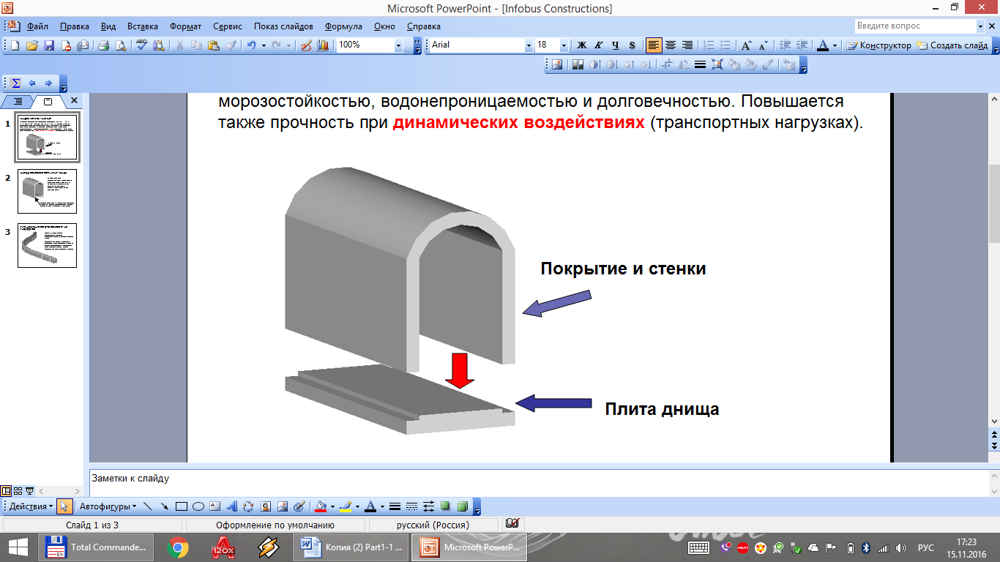 Microsoft PowerPoint - [Infobus Constructions]
Файл Правка Вид Вставка Формат Сервис Показ слайдов Формула Окно Справка Введите вопрос
100% Arial 18 Ж К Ч S Конструктор Создать слайд
1
2
3
морозостойкостью, водонепроницаемостью и долговечностью. Повышается
также прочность при динамических воздействиях (транспортных нагрузках).
Покрытие и стенки
Плита днища
Заметки к слайду
Действия Автофигуры
Слайд 1 из 3 Оформление по умолчанию русский (Россия)
Total Commande... 120% Копия (2) Part1-1 ... Microsoft PowerP... РУС 17:23
15.11.2016